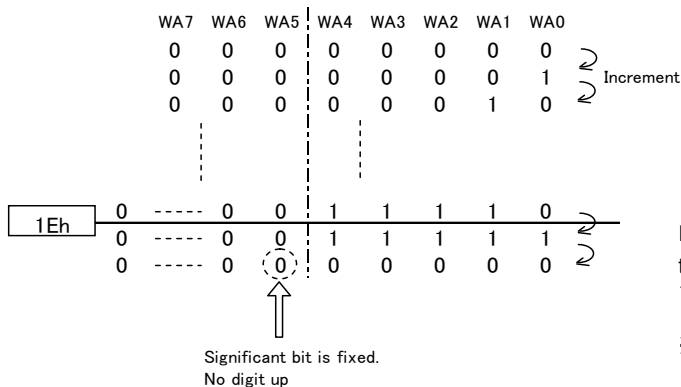 WA7 WA6 WA5 WA4 WA3 WA2 WA1 WA0
0 0 0 0 0 0 0 0
0 0 0 0 0 0 0 1 Increment
0 0 0 0 0 0 1 0
0 ----- 0 0 1 1 1 1 0
1Eh
0 ----- 0 0 1 1 1 1 1
0 ----- 0 0 0 0 0 0 0
Significant bit is fixed.
No digit up